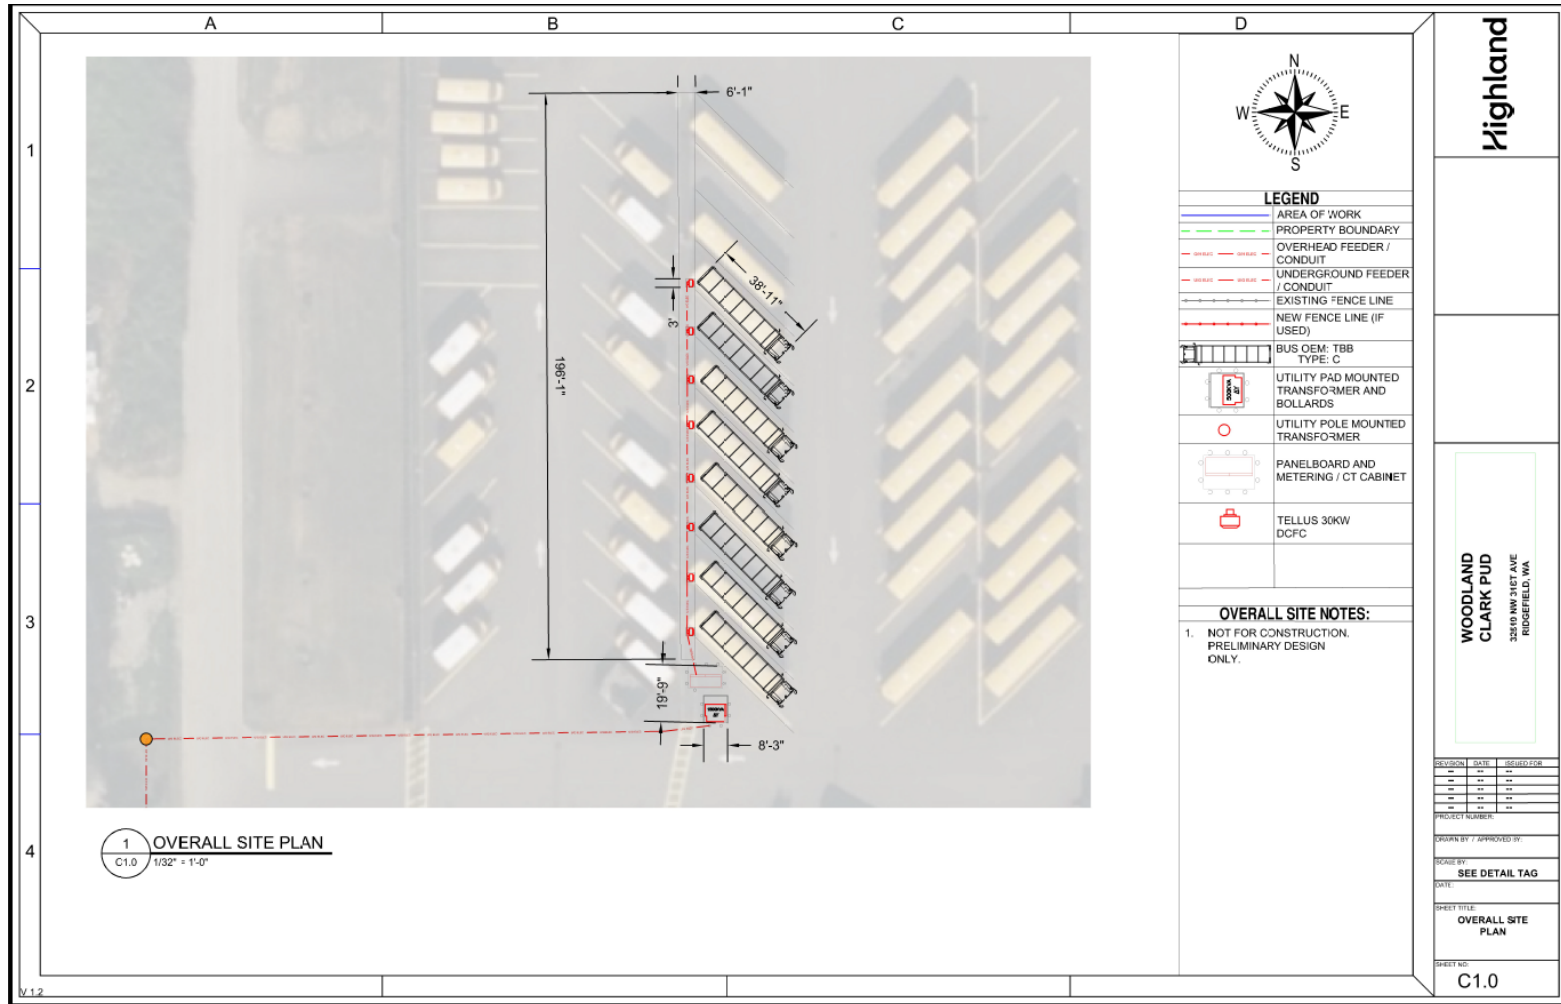 A
B
C
D
1
2
3
4
6'-1"
38'-11"
3'
196'-1"
19'-9"
8'-3"
1
C1.0
OVERALL SITE PLAN
1/32" = 1'-0"
V 1.2
N
W
E
S
LEGEND
AREA OF WORK
PROPERTY BOUNDARY
OVERHEAD FEEDER /
CONDUIT
UNDERGROUND FEEDER
/ CONDUIT
EXISTING FENCE LINE
NEW FENCE LINE (IF
USED)
BUS OEM: TBB
TYPE: C
500KVA
UTILITY PAD MOUNTED
TRANSFORMER AND
BOLLARDS
UTILITY POLE MOUNTED
TRANSFORMER
PANELBOARD AND
METERING / CT CABINET
TELLUS 30KW
DCFC
OVERALL SITE NOTES:
1. NOT FOR CONSTRUCTION.
PRELIMINARY DESIGN
ONLY.
Highland
WOODLAND
CLARK PUD
32519 NW 31ST AVE
RIDGEFIELD, WA
REVISION DATE ISSUED FOR
-- -- --
-- -- --
-- -- --
-- -- --
-- -- --
PROJECT NUMBER:
DRAWN BY / APPROVED BY:
SCALE BY:
SEE DETAIL TAG
DATE:
SHEET TITLE:
OVERALL SITE
PLAN
SHEET NO:
C1.0